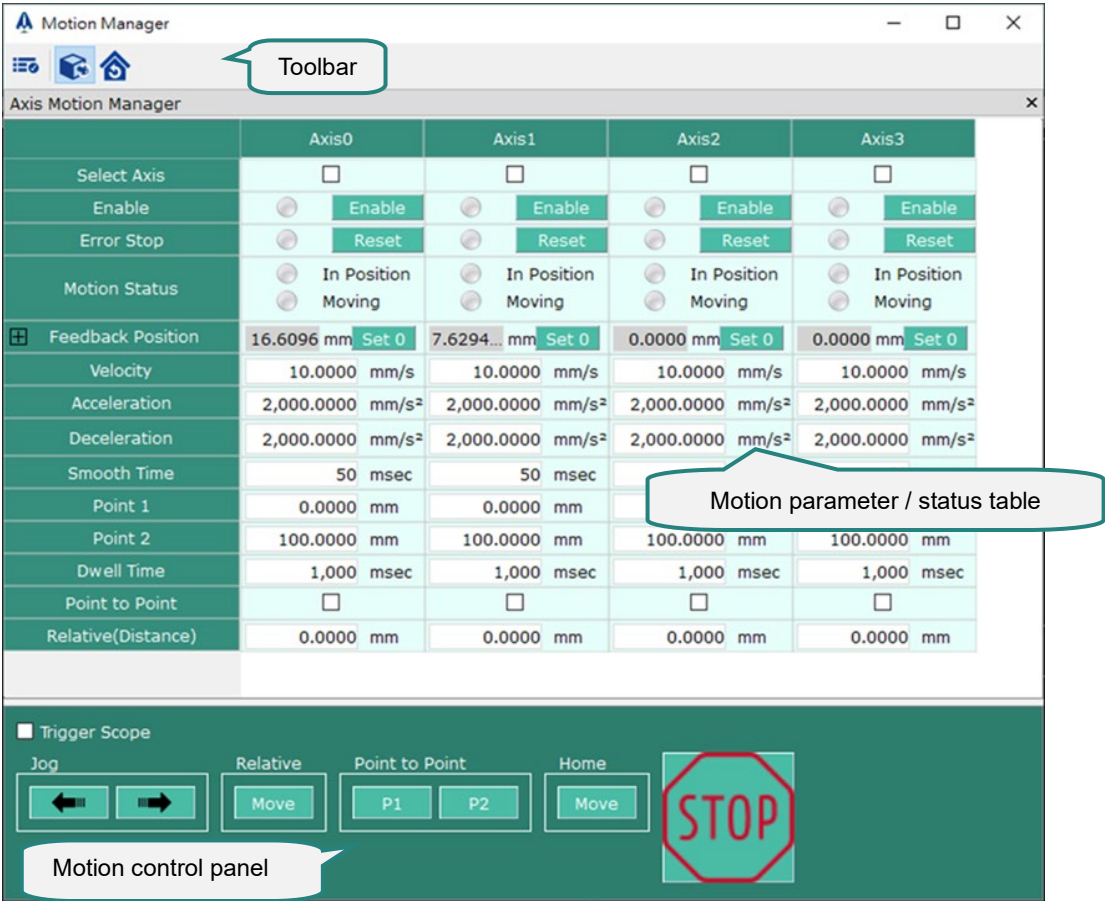 Motion Manager
Toolbar
Axis Motion Manager
Axis0 Axis1 Axis2 Axis3
Select Axis
Enable Enable Enable Enable Enable
Error Stop Reset Reset Reset Reset
Motion Status In Position In Position In Position In Position
Moving Moving Moving Moving
Feedback Position 16.6096 mm Set 0 7.6294... mm Set 0 0.0000 mm Set 0 0.0000 mm Set 0
Velocity 10.0000 mm/s 10.0000 mm/s 10.0000 mm/s 10.0000 mm/s
Acceleration 2,000.0000 mm/s² 2,000.0000 mm/s² 2,000.0000 mm/s² 2,000.0000 mm/s²
Deceleration 2,000.0000 mm/s² 2,000.0000 mm/s² 2,000.0000 mm/s² 2,000.0000 mm/s²
Smooth Time 50 msec 50 msec
Motion parameter / status table
Point 1 0.0000 mm 0.0000 mm
Point 2 100.0000 mm 100.0000 mm 100.0000 mm 100.0000 mm
Dwell Time 1,000 msec 1,000 msec 1,000 msec 1,000 msec
Point to Point
Relative(Distance) 0.0000 mm 0.0000 mm 0.0000 mm 0.0000 mm
Trigger Scope
Jog Relative Point to Point Home
Move P1 P2 Move
STOP
Motion control panel